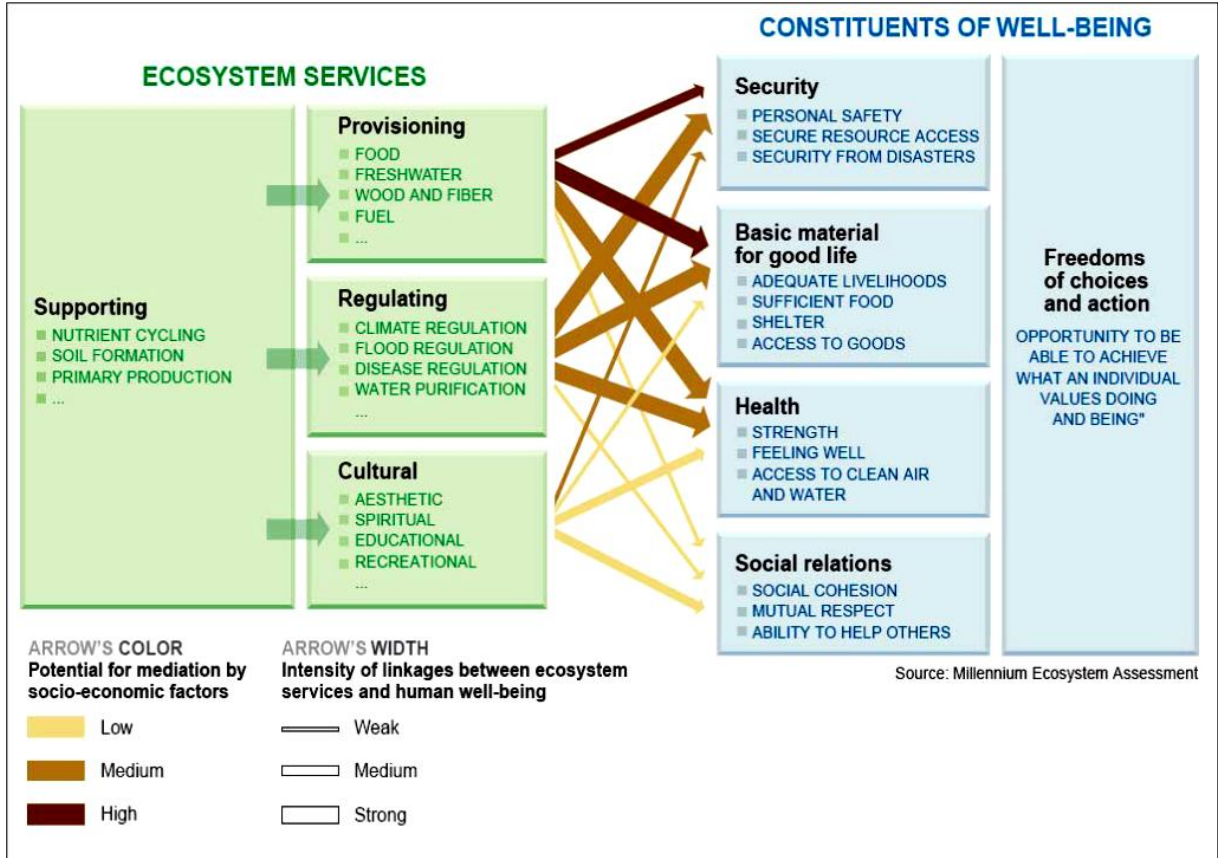 CONSTITUENTS OF WELL-BEING
ECOSYSTEM SERVICES
Supporting
NUTRIENT CYCLING
SOIL FORMATION
PRIMARY PRODUCTION
...
Provisioning
FOOD
FRESHWATER
WOOD AND FIBER
FUEL
...
Regulating
CLIMATE REGULATION
FLOOD REGULATION
DISEASE REGULATION
WATER PURIFICATION
...
Cultural
AESTHETIC
SPIRITUAL
EDUCATIONAL
RECREATIONAL
...
Security
PERSONAL SAFETY
SECURE RESOURCE ACCESS
SECURITY FROM DISASTERS
Basic material
for good life
ADEQUATE LIVELIHOODS
SUFFICIENT FOOD
SHELTER
ACCESS TO GOODS
Health
STRENGTH
FEELING WELL
ACCESS TO CLEAN AIR
AND WATER
Social relations
SOCIAL COHESION
MUTUAL RESPECT
ABILITY TO HELP OTHERS
Freedoms
of choices
and action
OPPORTUNITY TO BE
ABLE TO ACHIEVE
WHAT AN INDIVIDUAL
VALUES DOING
AND BEING"
Source: Millennium Ecosystem Assessment
ARROW'S COLOR
Potential for mediation by
socio-economic factors
Low
Medium
High
ARROW'S WIDTH
Intensity of linkages between ecosystem
services and human well-being
Weak
Medium
Strong